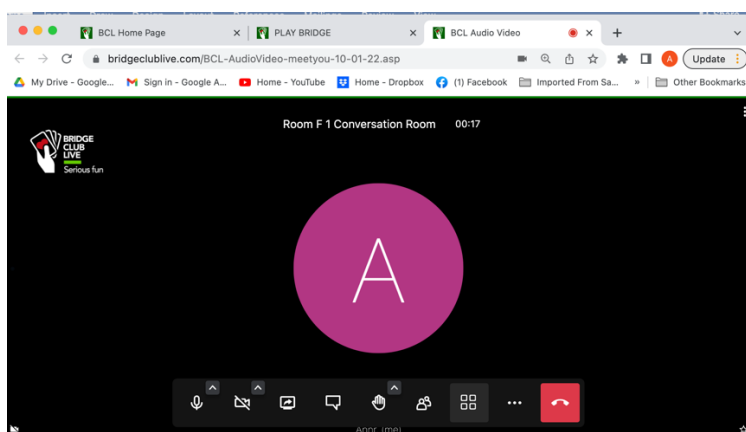 BCL Home Page
PLAY BRIDGE
BCL Audio Video
bridgeclublive.com/BCL-AudioVideo-meetyou-10-01-22.asp
A
Update
My Drive - Google...
Sign in - Google A...
Home - YouTube
Home - Dropbox
(1) Facebook
Imported From Sa...
»
Other Bookmarks
Room F 1 Conversation Room
00:17
BRIDGE
CLUB
LIVE
Serious fun
A
(me)